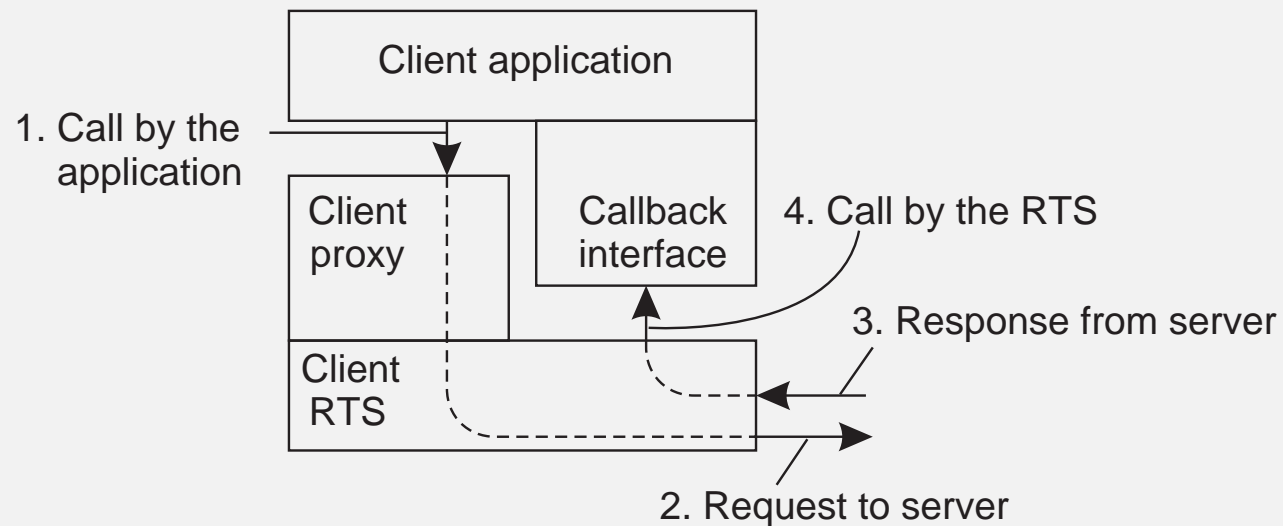 Client application
1. Call by the
application
Client
proxy
Callback
interface
4. Call by the RTS
3. Response from server
Client
RTS
2. Request to server